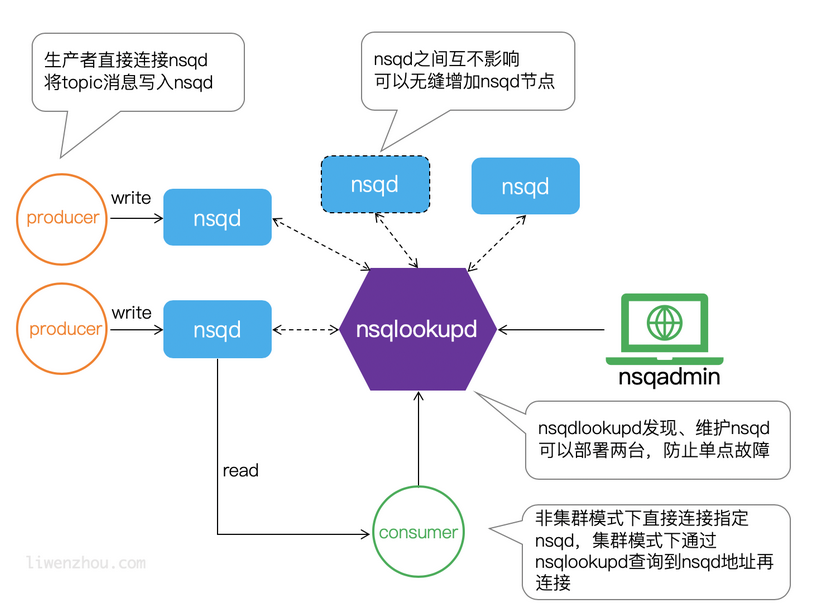 生产者直接连接nsqd
将topic消息写入nsqd
nsqd之间互不影响
可以无缝增加nsqd节点
nsqd
nsqd
producer
write
nsqd
producer
write
nsqd
nsqlookupd
nsqadmin
nsqdlookupd发现、维护nsqd
可以部署两台，防止单点故障
read
consumer
非集群模式下直接连接指定
nsqd，集群模式下通过
nsqlookupd查询到nsqd地址再
连接
liwenzhou.com